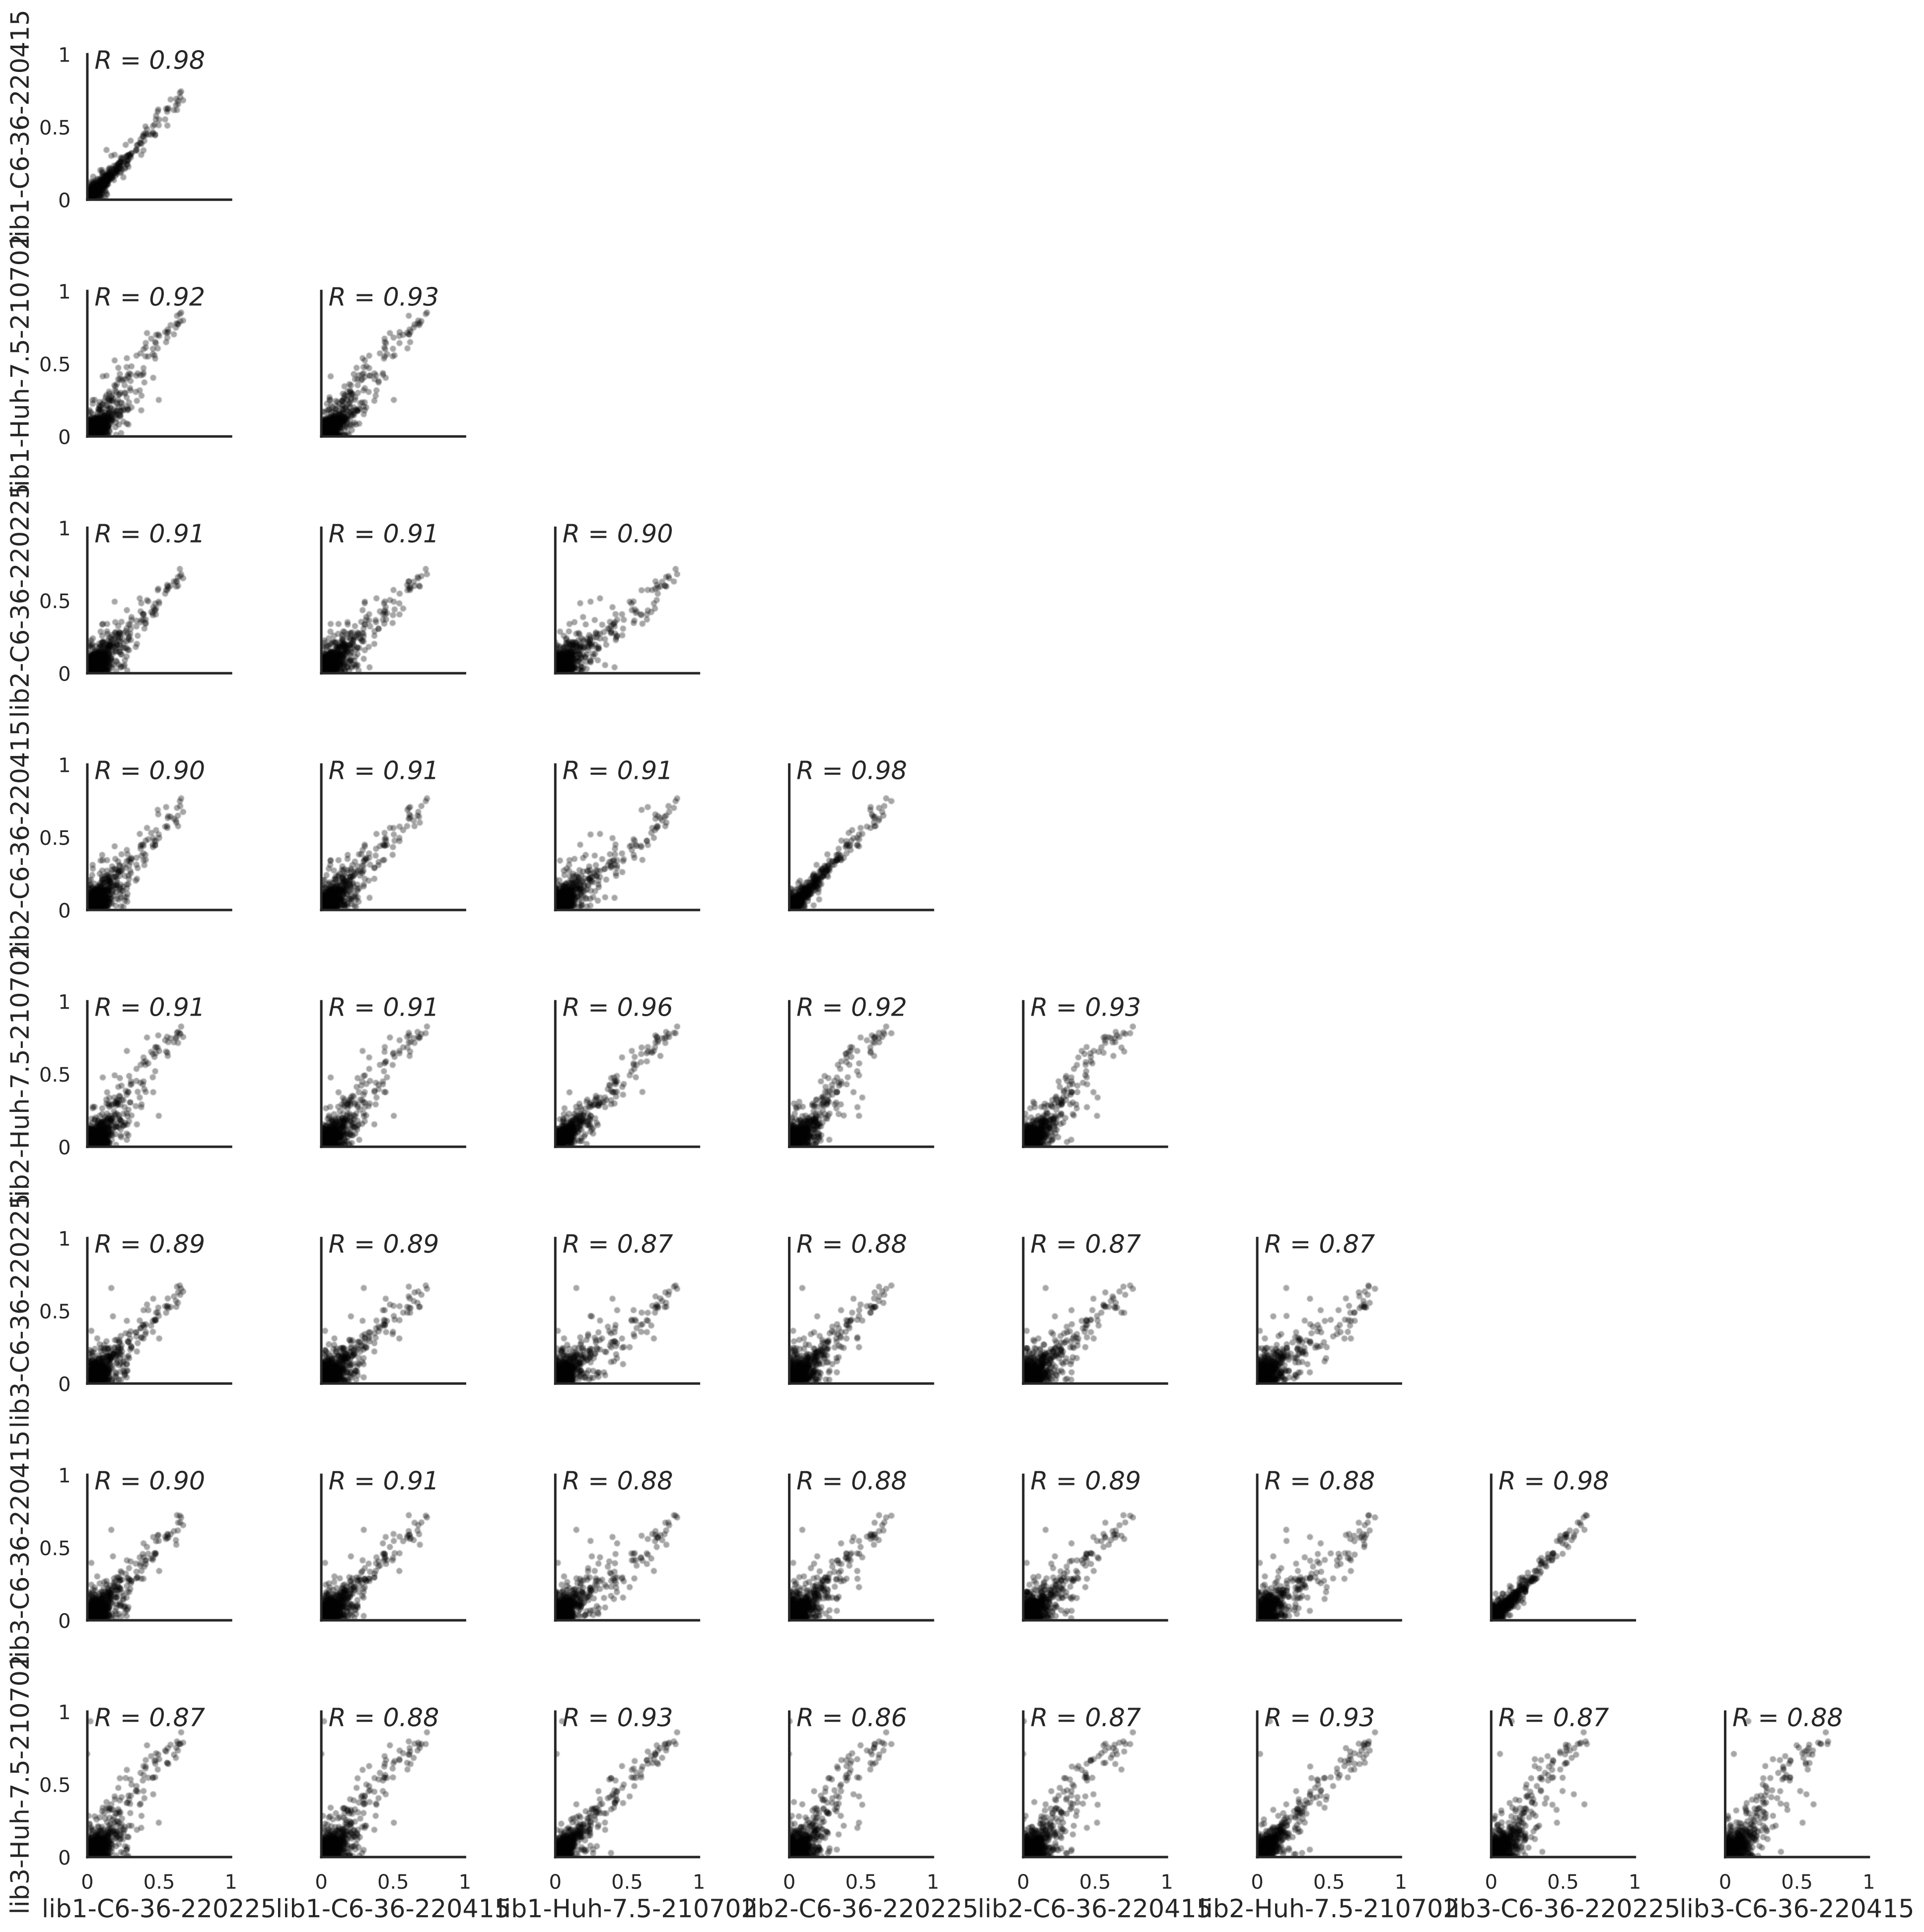 lib1-C6-36-220415
1
R = 0.98
0.5
0
lib1-Huh-7.5-210702
1
R = 0.92
R = 0.93
0.5
0
lib2-C6-36-220225
1
R = 0.91
R = 0.91
R = 0.90
0.5
0
lib2-C6-36-220415
1
R = 0.90
R = 0.91
R = 0.91
R = 0.98
0.5
0
lib2-Huh-7.5-210702
1
R = 0.91
R = 0.91
R = 0.96
R = 0.92
R = 0.93
0.5
0
lib3-C6-36-220225
1
R = 0.89
R = 0.89
R = 0.87
R = 0.88
R = 0.87
R = 0.87
0.5
0
lib3-C6-36-220415
1
R = 0.90
R = 0.91
R = 0.88
R = 0.88
R = 0.89
R = 0.88
R = 0.98
0.5
0
lib3-Huh-7.5-210702
1
R = 0.87
R = 0.88
R = 0.93
R = 0.86
R = 0.87
R = 0.93
R = 0.87
R = 0.88
0.5
0
0 0.5 1
0 0.5 1
0 0.5 1
0 0.5 1
0 0.5 1
0 0.5 1
0 0.5 1
0 0.5 1
lib1-C6-36-220225
lib1-C6-36-220415
lib1-Huh-7.5-210702
lib2-C6-36-220225
lib2-C6-36-220415
lib2-Huh-7.5-210702
lib3-C6-36-220225
lib3-C6-36-220415